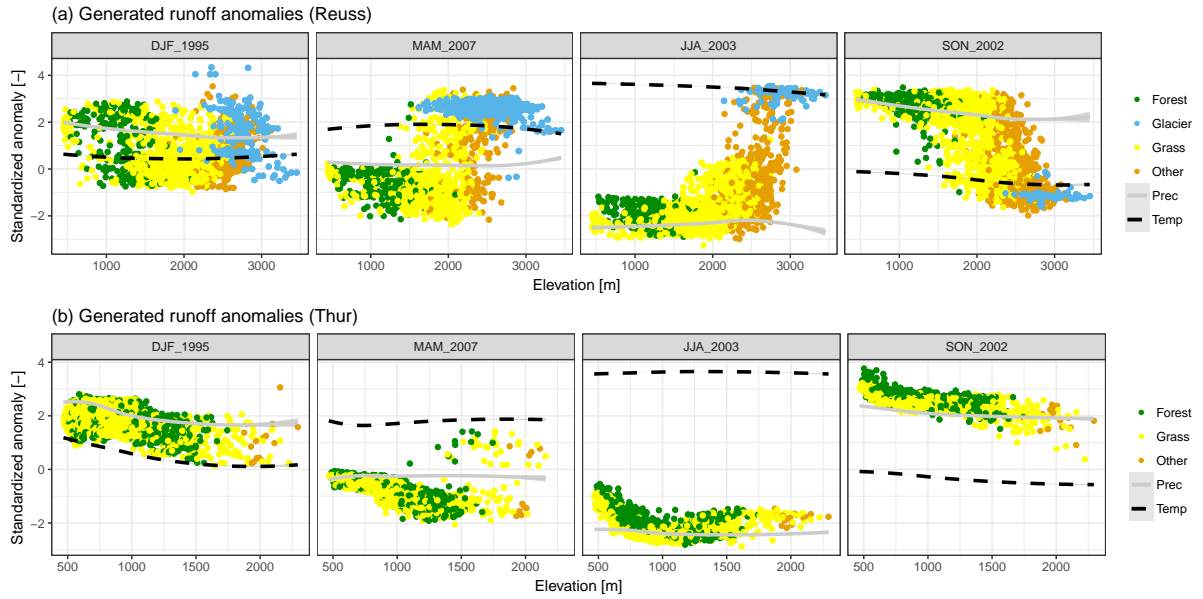 (a) Generated runoff anomalies (Reuss)
DJF_1995 MAM_2007 JJA_2003 SON_2002
Standardized anomaly [−]
4
2
0
−2
1000 2000 3000 1000 2000 3000 1000 2000 3000 1000 2000 3000
Elevation [m]
Forest
Glacier
Grass
Other
Prec
Temp
(b) Generated runoff anomalies (Thur)
DJF_1995 MAM_2007 JJA_2003 SON_2002
Standardized anomaly [−]
4
2
0
−2
500 1000 1500 2000 500 1000 1500 2000 500 1000 1500 2000 500 1000 1500 2000
Elevation [m]
Forest
Grass
Other
Prec
Temp